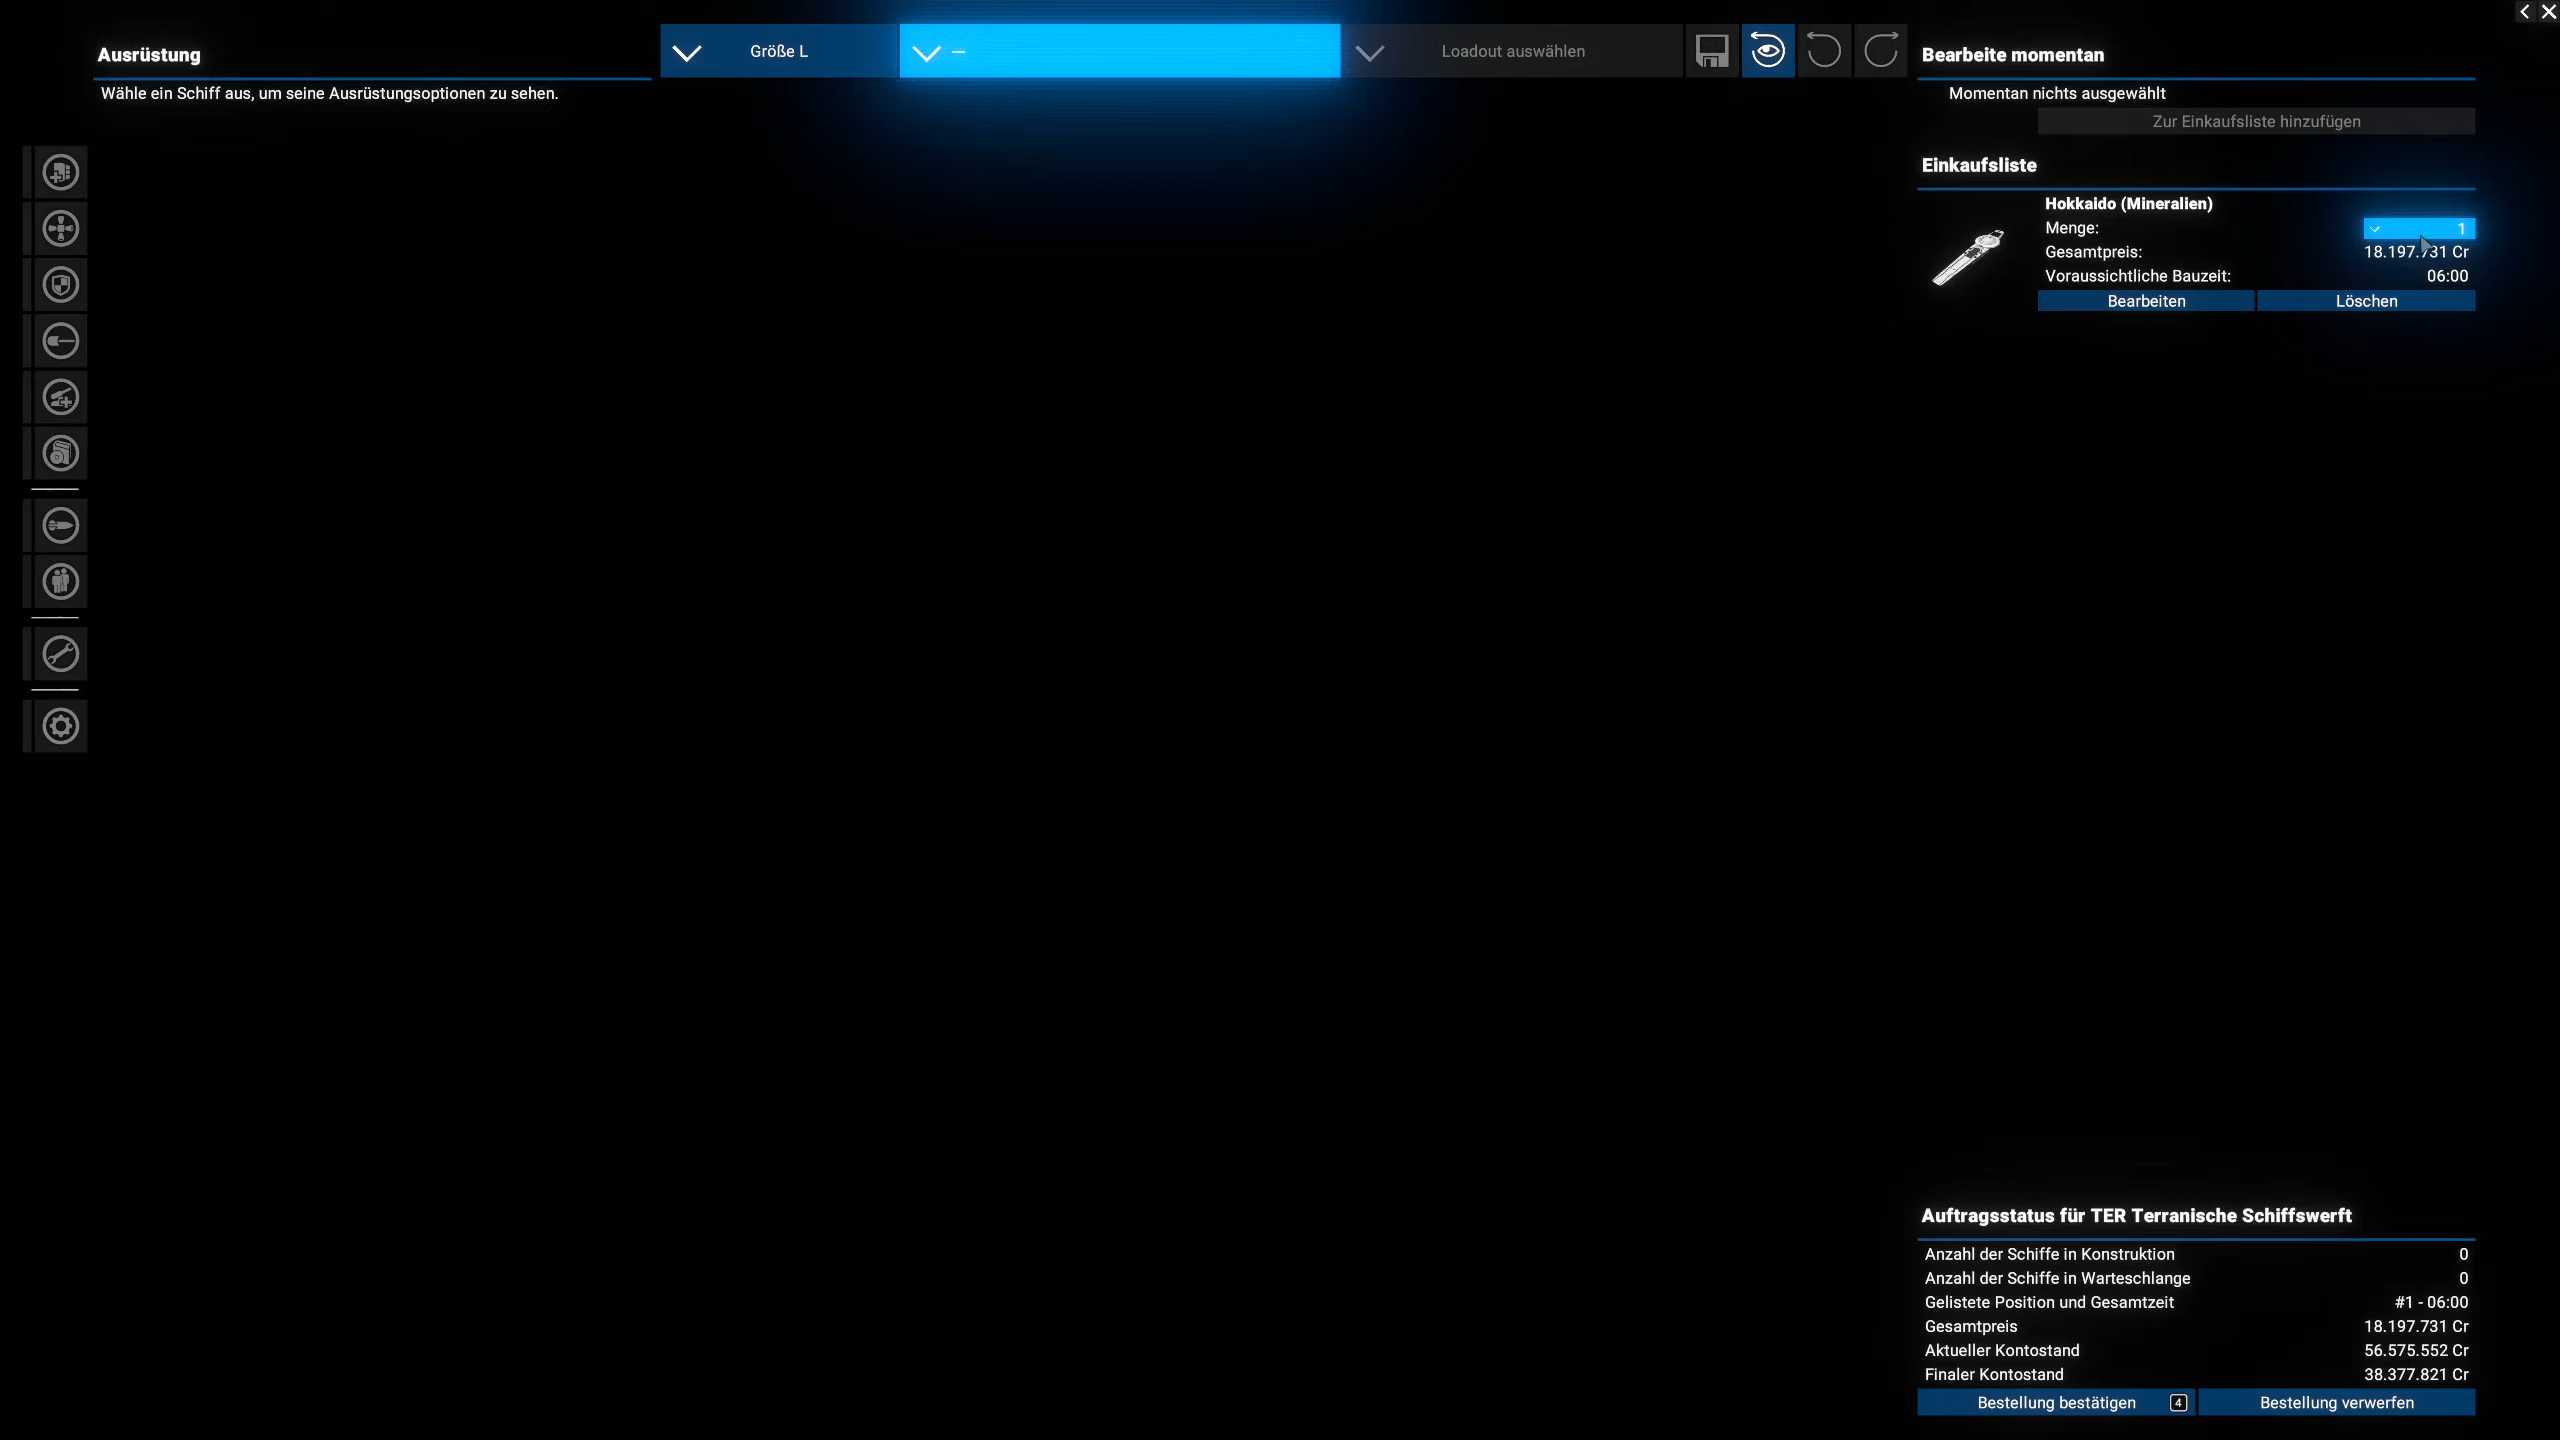 Ausrüstung
Wähle ein Schiff aus, um seine Ausrüstungsoptionen zu sehen.
Größe L
—
Loadout auswählen
Bearbeite momentan
Momentan nichts ausgewählt
Zur Einkaufsliste hinzufügen
Einkaufsliste
Hokkaido (Mineralien)
Menge: 1
Gesamtpreis: 18.197.731 Cr
Voraussichtliche Bauzeit: 06:00
Bearbeiten Löschen
Auftragsstatus für TER Terranische Schiffswerft
Anzahl der Schiffe in Konstruktion 0
Anzahl der Schiffe in Warteschlange 0
Gelistete Position und Gesamtzeit #1 - 06:00
Gesamtpreis 18.197.731 Cr
Aktueller Kontostand 56.575.552 Cr
Finaler Kontostand 38.377.821 Cr
Bestellung bestätigen 4 Bestellung verwerfen